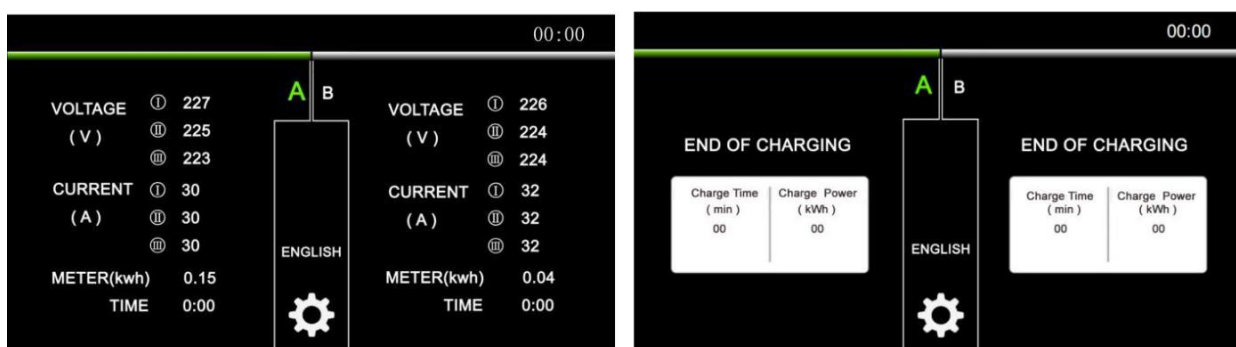 00:00
A B
VOLTAGE Ⓘ 227
( V ) Ⅱ 225
Ⅲ 223
CURRENT Ⓘ 30
( A ) Ⅱ 30
Ⅲ 30
METER(kwh) 0.15
TIME 0:00
ENGLISH
VOLTAGE Ⓘ 226
( V ) Ⅱ 224
Ⅲ 224
CURRENT Ⓘ 32
( A ) Ⅱ 32
Ⅲ 32
METER(kwh) 0.04
TIME 0:00
00:00
A B
END OF CHARGING
Charge Time Charge Power
( min ) ( kWh )
00 00
ENGLISH
END OF CHARGING
Charge Time Charge Power
( min ) ( kWh )
00 00